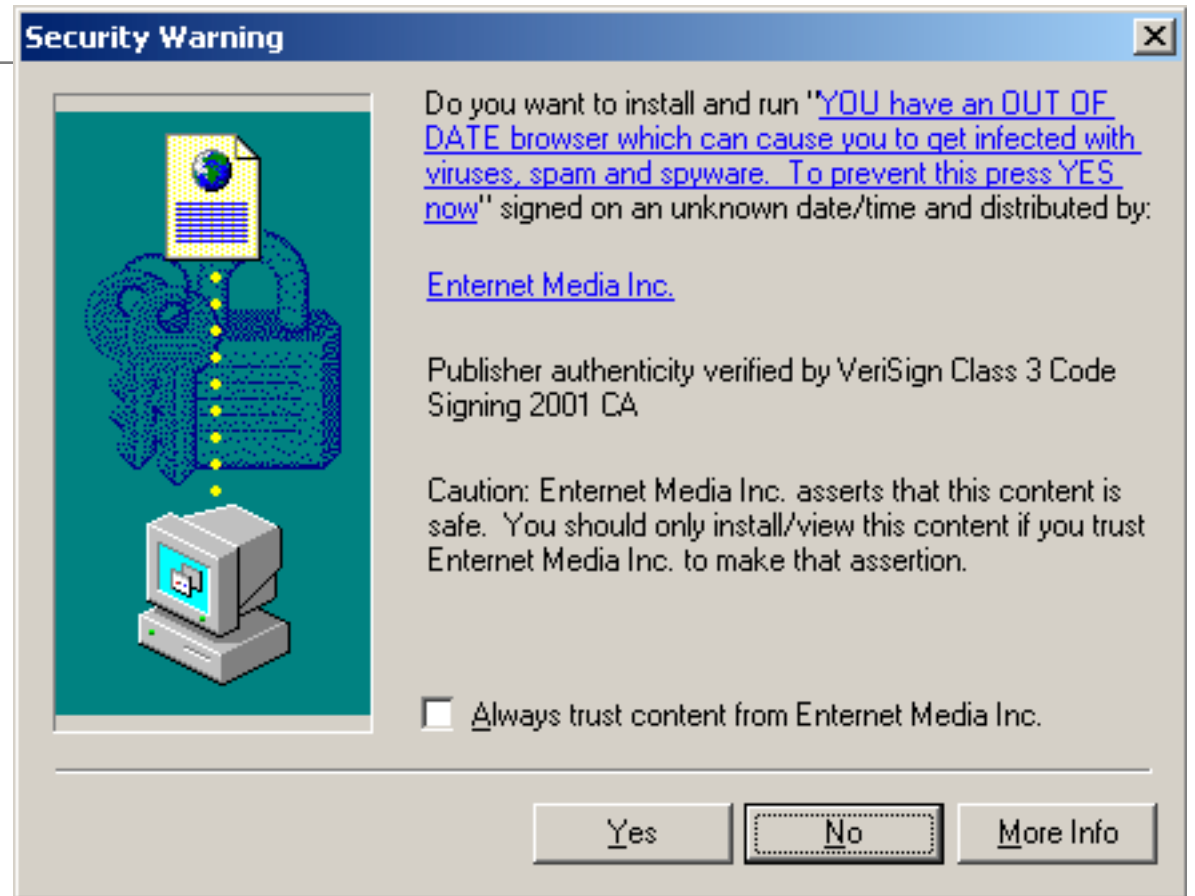 Security Warning
Do you want to install and run "YOU have an OUT OF
DATE browser which can cause you to get infected with
viruses, spam and spyware.  To prevent this press YES
now" signed on an unknown date/time and distributed by:
Enternet Media Inc.
Publisher authenticity verified by VeriSign Class 3 Code
Signing 2001 CA
Caution: Enternet Media Inc. asserts that this content is
safe.  You should only install/view this content if you trust
Enternet Media Inc. to make that assertion.
Always trust content from Enternet Media Inc.
Yes No More Info